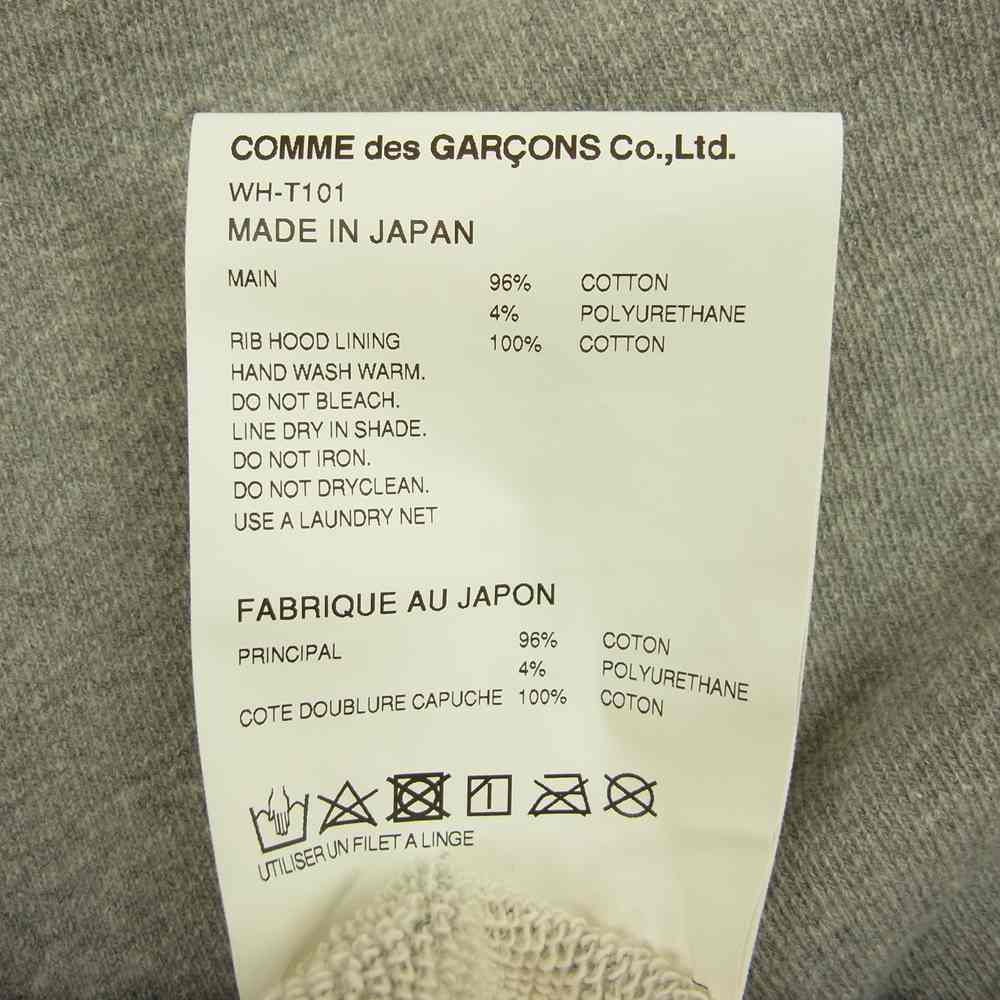 COMME des GARÇONS Co.,Ltd.
WH-T101
MADE IN JAPAN
MAIN 96% COTTON
4% POLYURETHANE
RIB HOOD LINING 100% COTTON
HAND WASH WARM.
DO NOT BLEACH.
LINE DRY IN SHADE.
DO NOT IRON.
DO NOT DRYCLEAN.
USE A LAUNDRY NET
FABRIQUE AU JAPON
PRINCIPAL 96% COTON
4% POLYURETHANE
COTE DOUBLURE CAPUCHE 100% COTON
UTILISER UN FILET A LINGE